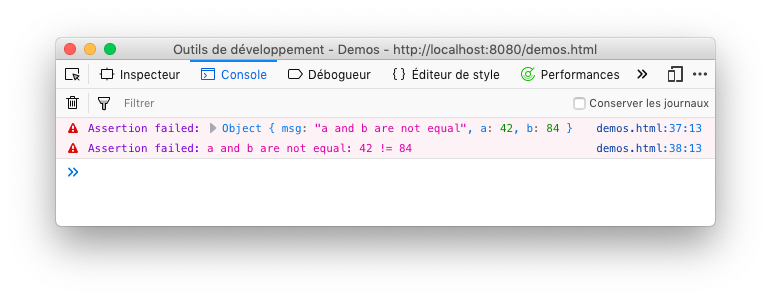 Outils de développement - Demos - http://localhost:8080/demos.html
Inspecteur Console Débogueur { } Éditeur de style Performances
Filtrer Conserver les journaux
Assertion failed: Object { msg: "a and b are not equal", a: 42, b: 84 } demos.html:37:13
Assertion failed: a and b are not equal: 42 != 84 demos.html:38:13